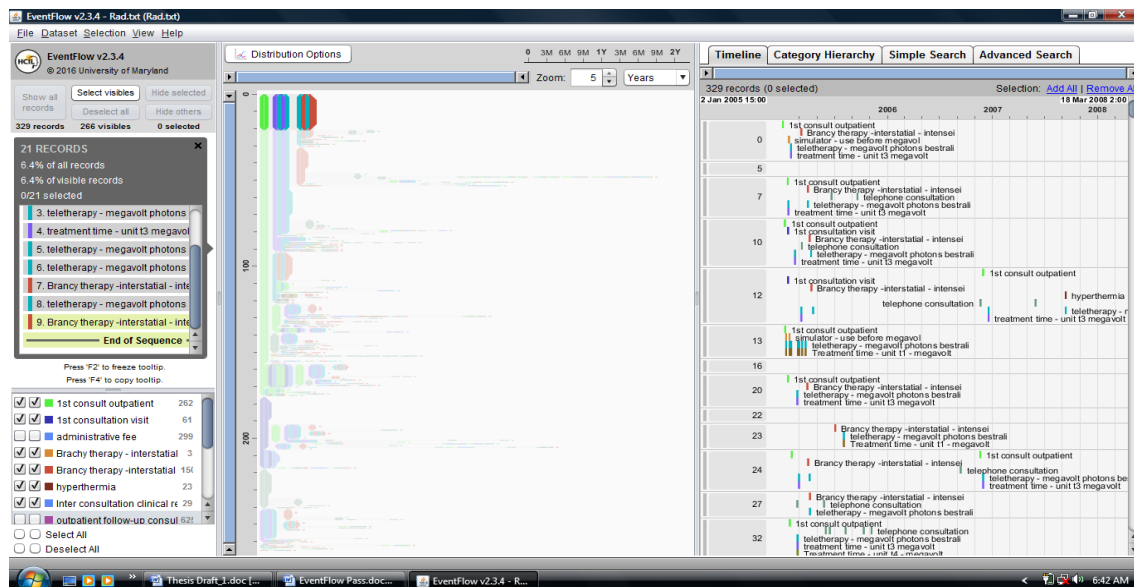 EventFlow v2.3.4 - Rad.txt (Rad.txt)
File Dataset Selection View Help
EventFlow v2.3.4
© 2016 University of Maryland
HCIL
Show all records
Select visibles
Hide selected
Deselect all
Hide others
329 records 266 visibles 0 selected
21 RECORDS
6.4% of all records
6.4% of visible records
0/21 selected
3. teletherapy - megavolt photons
4. treatment time - unit t3 megavol
5. teletherapy - megavolt photons
6. teletherapy - megavolt photons
7. Brancy therapy -interstatial - inte
8. teletherapy - megavolt photons
9. Brancy therapy -interstatial - inte
End of Sequence
Press 'F2' to freeze tooltip.
Press 'F4' to copy tooltip.
1st consult outpatient 262
1st consultation visit 61
administrative fee 299
Brachy therapy - interstatial 3
Brancy therapy -interstatial 150
hyperthermia 23
Inter consultation clinical re 29
outpatient follow-up consul 628
Select All
Deselect All
Distribution Options
0 3M 6M 9M 1Y 3M 6M 9M 2Y
Zoom: 5 Years
0
100
200
Timeline Category Hierarchy Simple Search Advanced Search
329 records (0 selected) Selection: Add All | Remove Al
2 Jan 2005 15:00 18 Mar 2008 2:00
2006 2007 2008
0
1st consult outpatient
Brancy therapy -interstatial - intensei
simulator - use before megavol
teletherapy - megavolt photons bestrali
treatment time - unit t3 megavolt
5
7
1st consult outpatient
Brancy therapy -interstatial - intensei
telephone consultation
teletherapy - megavolt photons bestrali
treatment time - unit t3 megavolt
10
1st consult outpatient
1st consultation visit
Brancy therapy -interstatial - intensei
telephone consultation
teletherapy - megavolt photons bestrali
treatment time - unit t3 megavolt
12
1st consult outpatient
1st consultation visit
Brancy therapy -interstatial - intensei
hyperthermia
telephone consultation
teletherapy - r
treatment time - unit t3 megavolt
13
1st consult outpatient
simulator - use before megavol
teletherapy - megavolt photons bestrali
Treatment time - unit t1 - megavolt
16
20
1st consult outpatient
Brancy therapy -interstatial - intensei
teletherapy - megavolt photons bestrali
treatment time - unit t3 megavolt
22
23
Brancy therapy -interstatial - intensei
teletherapy - megavolt photons bestrali
Treatment time - unit t1 - megavolt
24
1st consult outpatient
Brancy therapy -interstatial - intensei
telephone consultation
teletherapy - megavolt photons be
treatment time - unit t3 megavolt
27
Brancy therapy -interstatial - intensei
telephone consultation
teletherapy - megavolt photons bestrali
32
1st consult outpatient
telephone consultation
teletherapy - megavolt photons bestrali
treatment time - unit t3 megavolt
Treatment time - unit t4 - megavolt
Thesis Draft_1.doc [...
EventFlow Pass.doc...
EventFlow v2.3.4 - R...
6:42 AM